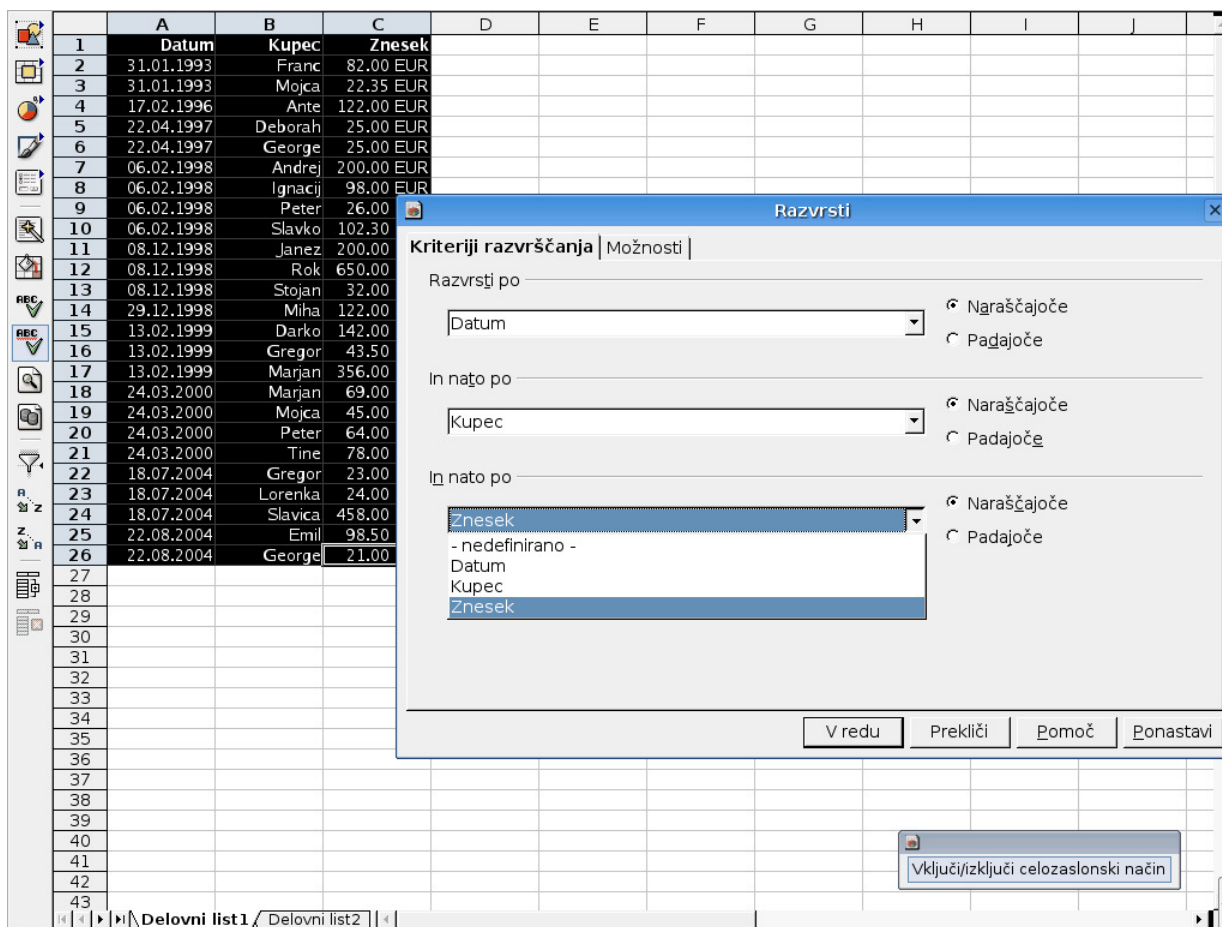 A B C D E F G H I J
1 Datum Kupec Znesek
2 31.01.1993 Franc 82.00 EUR
3 31.01.1993 Mojca 22.35 EUR
4 17.02.1996 Ante 122.00 EUR
5 22.04.1997 Deborah 25.00 EUR
6 22.04.1997 George 25.00 EUR
7 06.02.1998 Andrej 200.00 EUR
8 06.02.1998 Ignacij 98.00 EUR
9 06.02.1998 Peter 26.00
10 06.02.1998 Slavko 102.30
11 08.12.1998 Janez 200.00
12 08.12.1998 Rok 650.00
13 08.12.1998 Stojan 32.00
14 29.12.1998 Miha 122.00
15 13.02.1999 Darko 142.00
16 13.02.1999 Gregor 43.50
17 13.02.1999 Marjan 356.00
18 24.03.2000 Marjan 69.00
19 24.03.2000 Mojca 45.00
20 24.03.2000 Peter 64.00
21 24.03.2000 Tine 78.00
22 18.07.2004 Gregor 23.00
23 18.07.2004 Lorenka 24.00
24 18.07.2004 Slavica 458.00
25 22.08.2004 Emil 98.50
26 22.08.2004 George 21.00
27
28
29
30
31
32
33
34
35
36
37
38
39
40
41
42
43
Razvrsti
Kriteriji razvrščanja Možnosti
Razvrsti po
Datum
Naraščajoče
Padajoče
In nato po
Kupec
Naraščajoče
Padajoče
In nato po
Znesek
Naraščajoče
Padajoče
- nedefinirano -
Datum
Kupec
Znesek
V redu Prekliči Pomoč Ponastavi
Vključi/izključi celozaslonski način
Delovni list1 Delovni list2
ABC
ABC
A
Z
Z
A